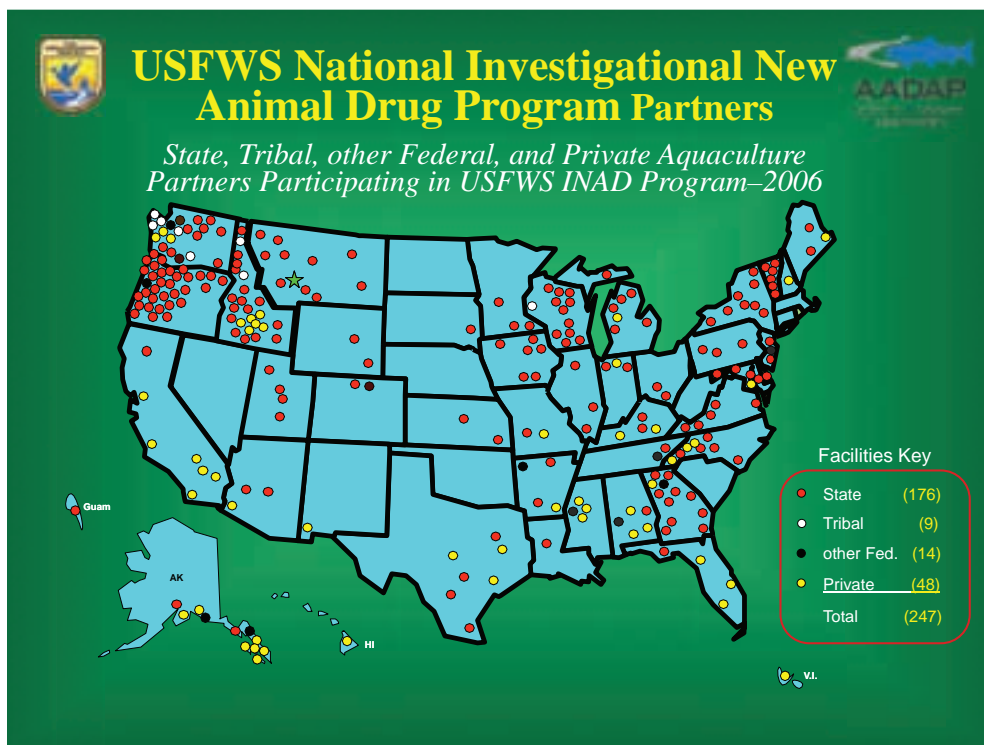 USFWS National Investigational New
Animal Drug Program Partners
AADAP
State, Tribal, other Federal, and Private Aquaculture
Partners Participating in USFWS INAD Program–2006
Guam
AK
HI
V.I.
Facilities Key
State (176)
Tribal (9)
other Fed. (14)
Private (48)
Total (247)